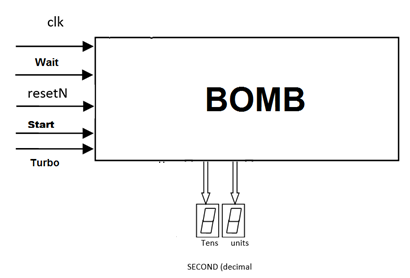 clk
Wait
resetN
Start
Turbo
BOMB
Tens units
SECOND (decimal